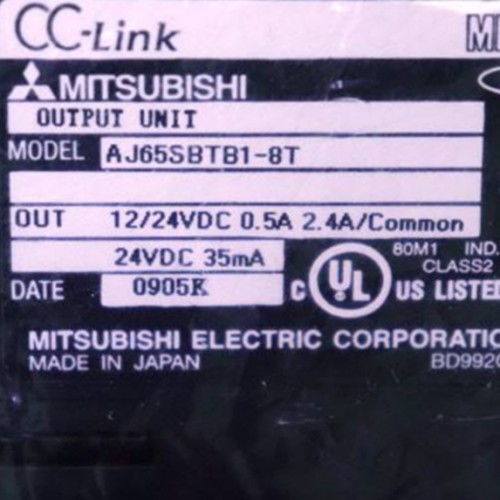 CC-Link
MITSUBISHI
OUTPUT UNIT
MODEL AJ65SBTB1-8T
OUT 12/24VDC 0.5A 2.4A/Common
24VDC 35mA
80M1 IND.
CLASS2
DATE 0905K
C UL US LISTED
MITSUBISHI ELECTRIC CORPORATIO
MADE IN JAPAN BD992